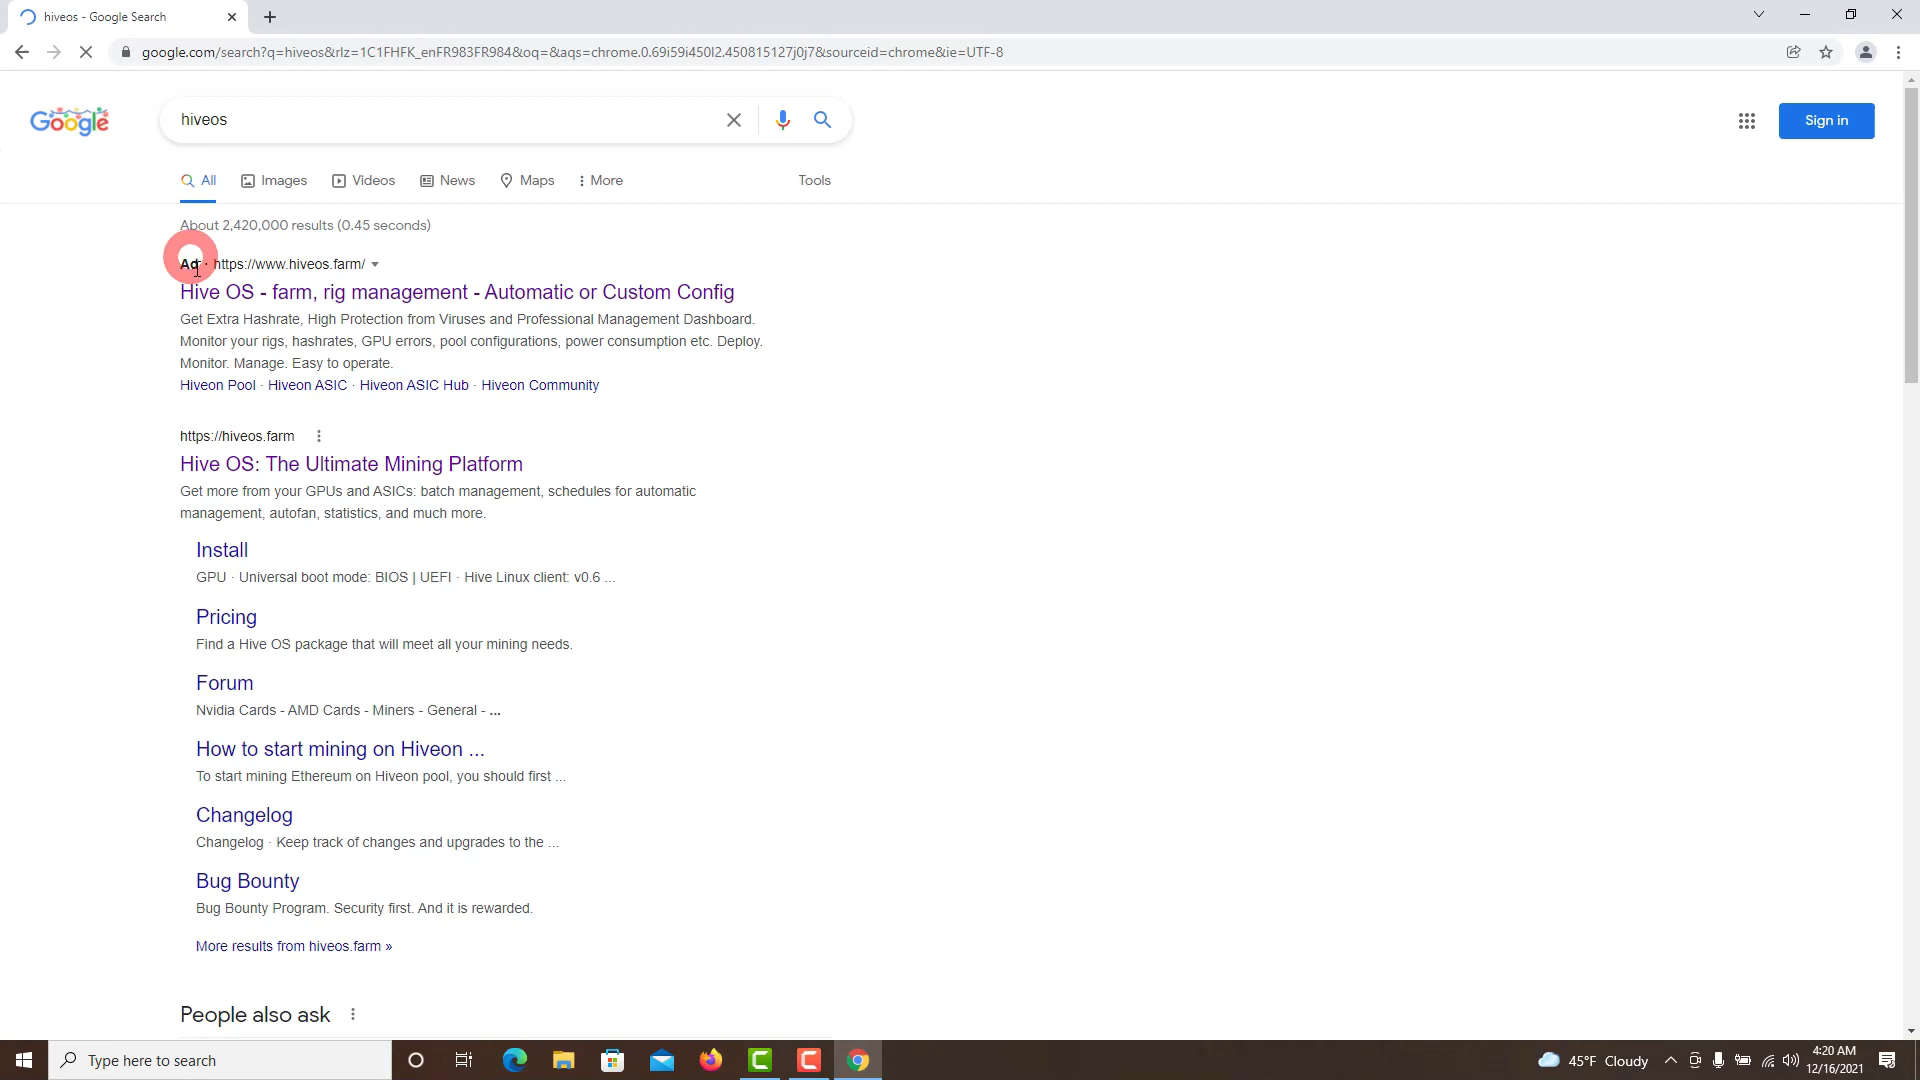 hiveos - Google Search
google.com/search?q=hiveos&rlz=1C1FHFK_enFR983FR984&oq=&aqs=chrome.0.69i59i450l2.450815127j0j7&sourceid=chrome&ie=UTF-8
Google
hiveos
Sign in
All
Images
Videos
News
Maps
More
Tools
About 2,420,000 results (0.45 seconds)
Ad · https://www.hiveos.farm/
Hive OS - farm, rig management - Automatic or Custom Config
Get Extra Hashrate, High Protection from Viruses and Professional Management Dashboard.
Monitor your rigs, hashrates, GPU errors, pool configurations, power consumption etc. Deploy.
Monitor. Manage. Easy to operate.
Hiveon Pool · Hiveon ASIC · Hiveon ASIC Hub · Hiveon Community
https://hiveos.farm
Hive OS: The Ultimate Mining Platform
Get more from your GPUs and ASICs: batch management, schedules for automatic
management, autofan, statistics, and much more.
Install
GPU · Universal boot mode: BIOS | UEFI · Hive Linux client: v0.6 ...
Pricing
Find a Hive OS package that will meet all your mining needs.
Forum
Nvidia Cards - AMD Cards - Miners - General - ...
How to start mining on Hiveon ...
To start mining Ethereum on Hiveon pool, you should first ...
Changelog
Changelog · Keep track of changes and upgrades to the ...
Bug Bounty
Bug Bounty Program. Security first. And it is rewarded.
More results from hiveos.farm »
People also ask
Type here to search
45°F Cloudy
4:20 AM
12/16/2021